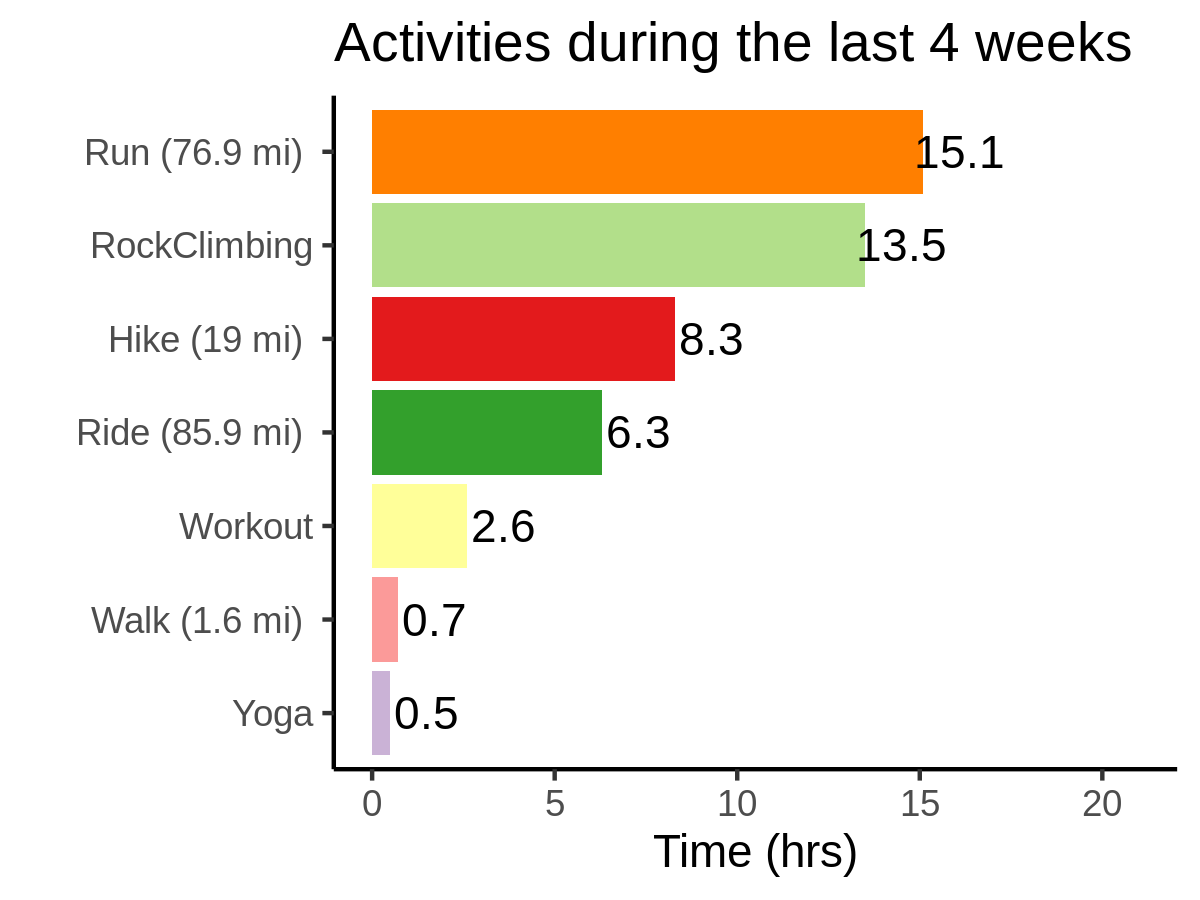 Activities during the last 4 weeks
Run (76.9 mi) 15.1
RockClimbing 13.5
Hike (19 mi) 8.3
Ride (85.9 mi) 6.3
Workout 2.6
Walk (1.6 mi) 0.7
Yoga 0.5
0 5 10 15 20
Time (hrs)